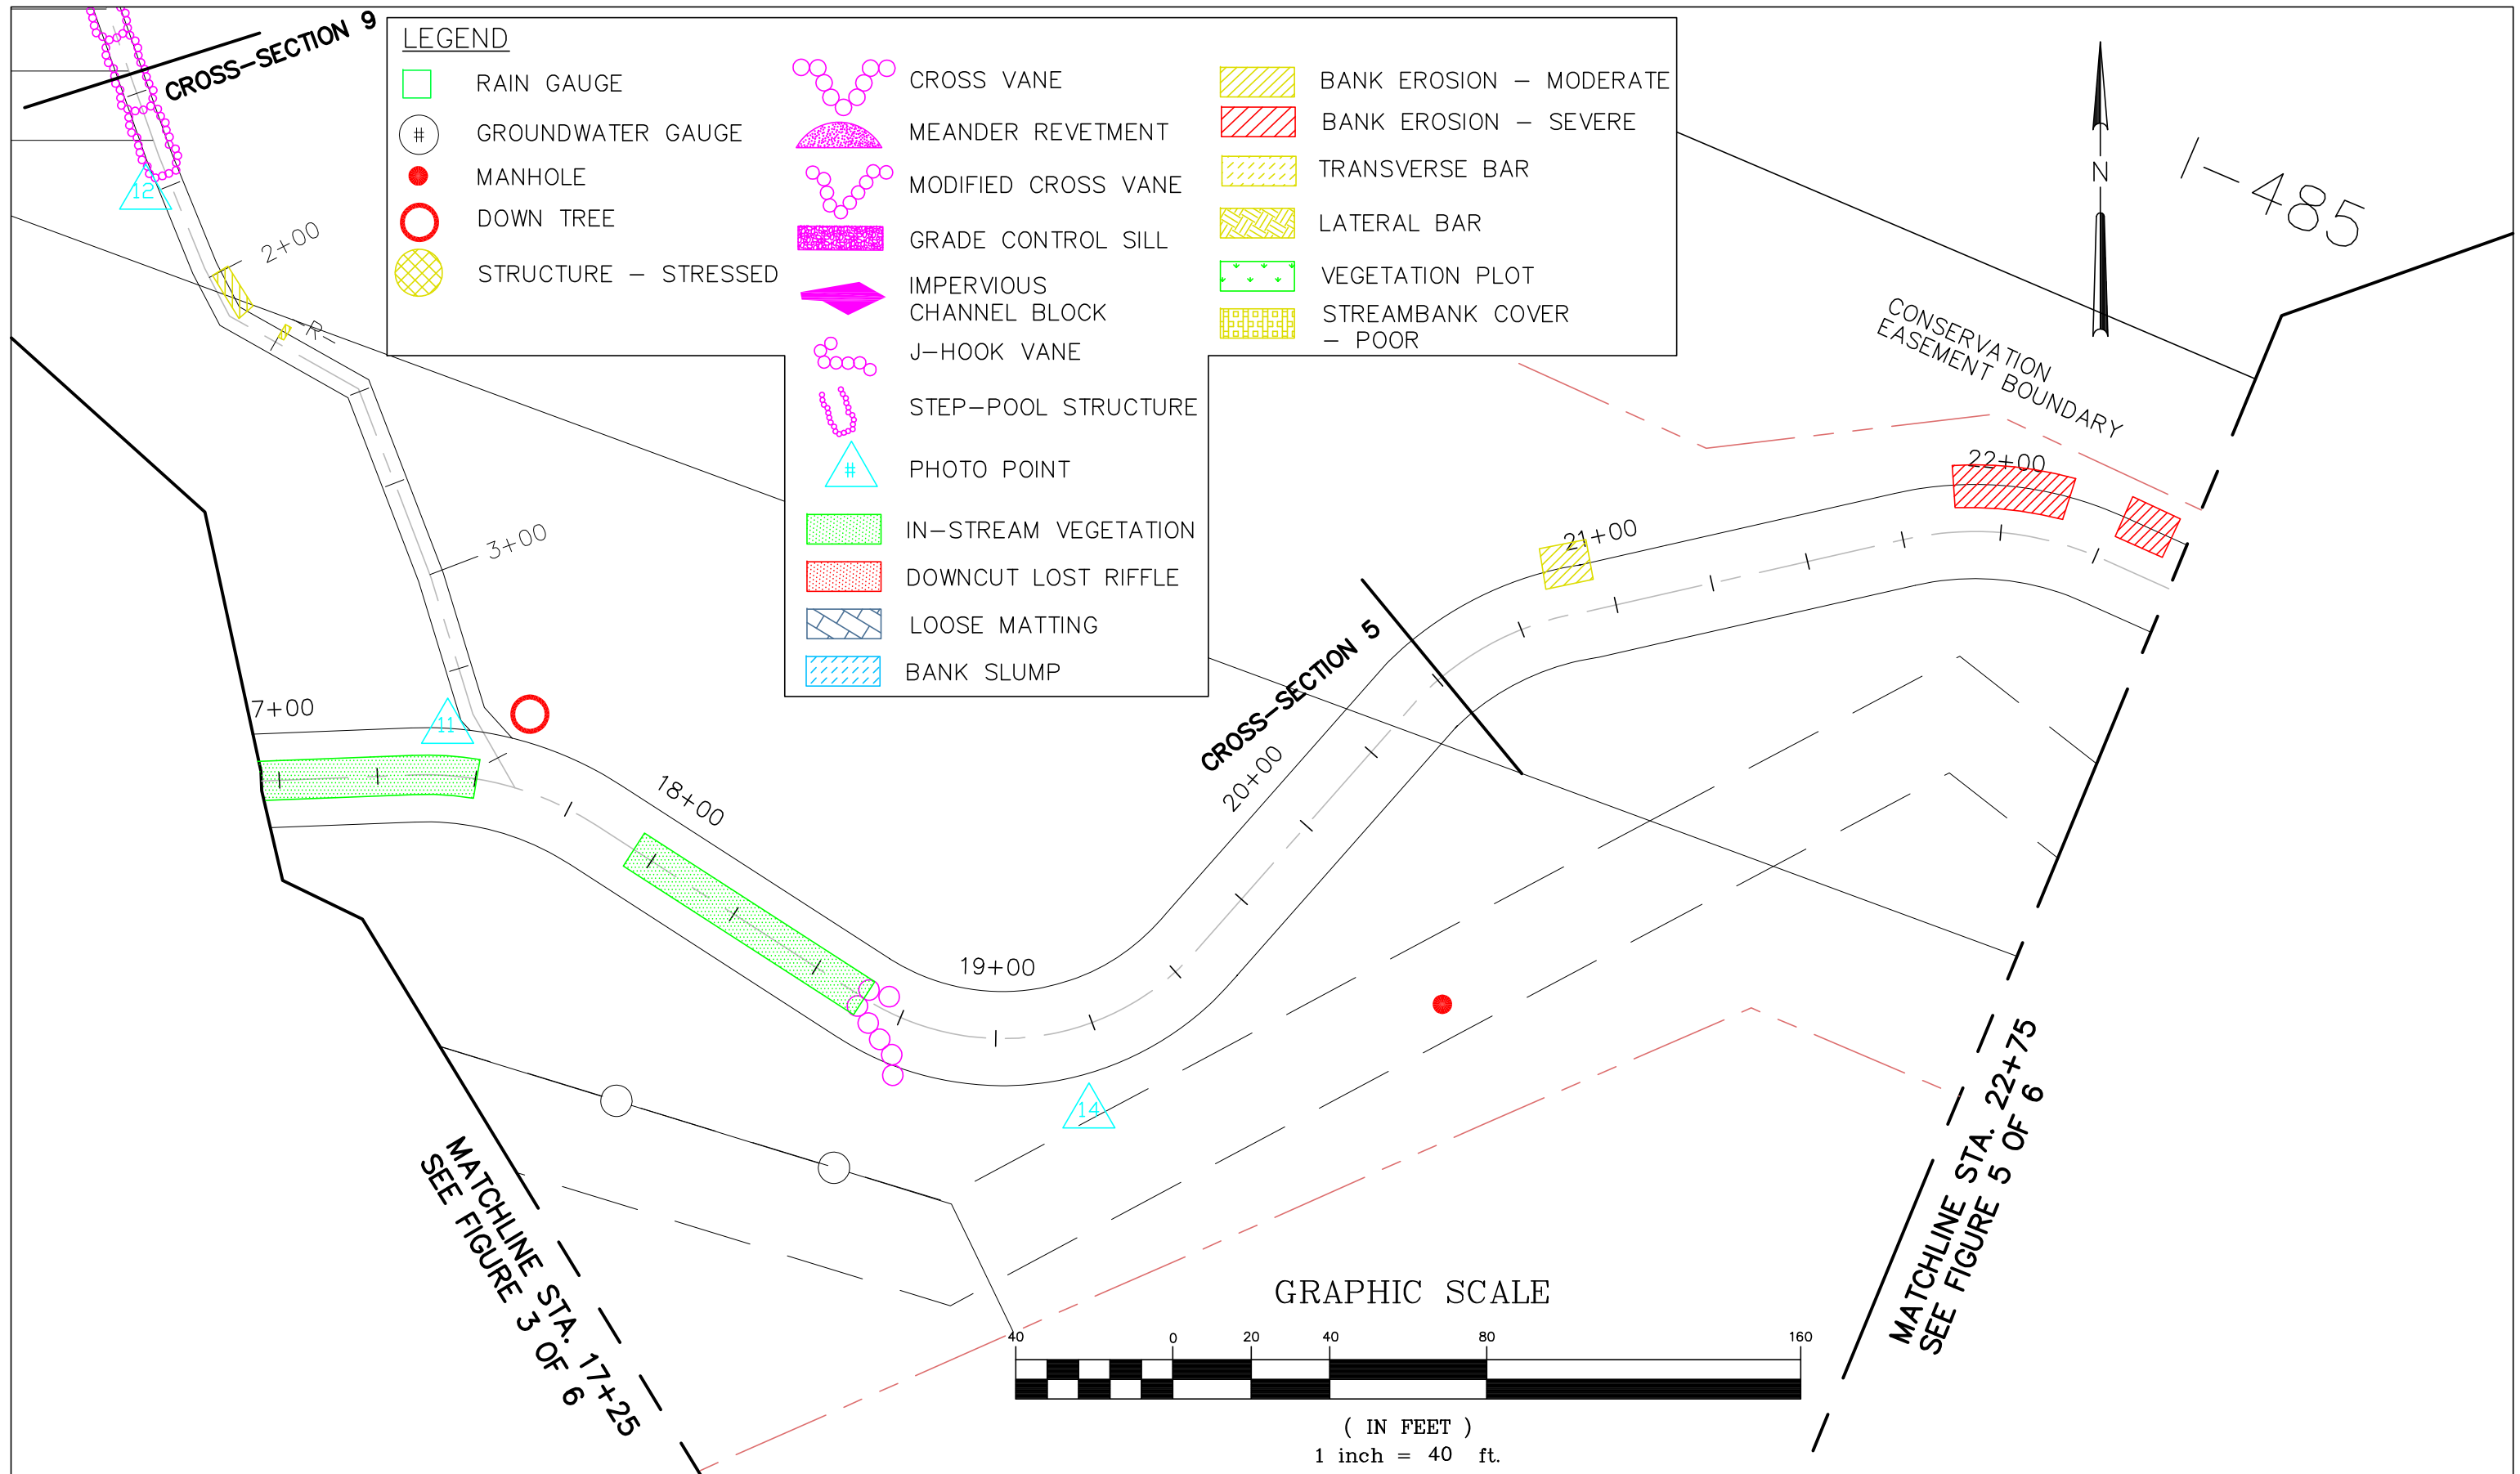 CROSS-SECTION 9
LEGEND
RAIN GAUGE
# GROUNDWATER GAUGE
MANHOLE
DOWN TREE
STRUCTURE - STRESSED
CROSS VANE
MEANDER REVETMENT
MODIFIED CROSS VANE
GRADE CONTROL SILL
IMPERVIOUS
CHANNEL BLOCK
J-HOOK VANE
STEP-POOL STRUCTURE
# PHOTO POINT
IN-STREAM VEGETATION
DOWNCUT LOST RIFFLE
LOOSE MATTING
BANK SLUMP
BANK EROSION - MODERATE
BANK EROSION - SEVERE
TRANSVERSE BAR
LATERAL BAR
VEGETATION PLOT
STREAMBANK COVER
- POOR
N
I-485
12
2+00
-R-
3+00
CONSERVATION
EASEMENT BOUNDARY
22+00
21+00
CROSS-SECTION 5
20+00
7+00
11
18+00
19+00
14
MATCHLINE STA. 17+25
SEE FIGURE 3 OF 6
MATCHLINE STA. 22+75
SEE FIGURE 5 OF 6
GRAPHIC SCALE
40 0 20 40 80 160
( IN FEET )
1 inch = 40 ft.